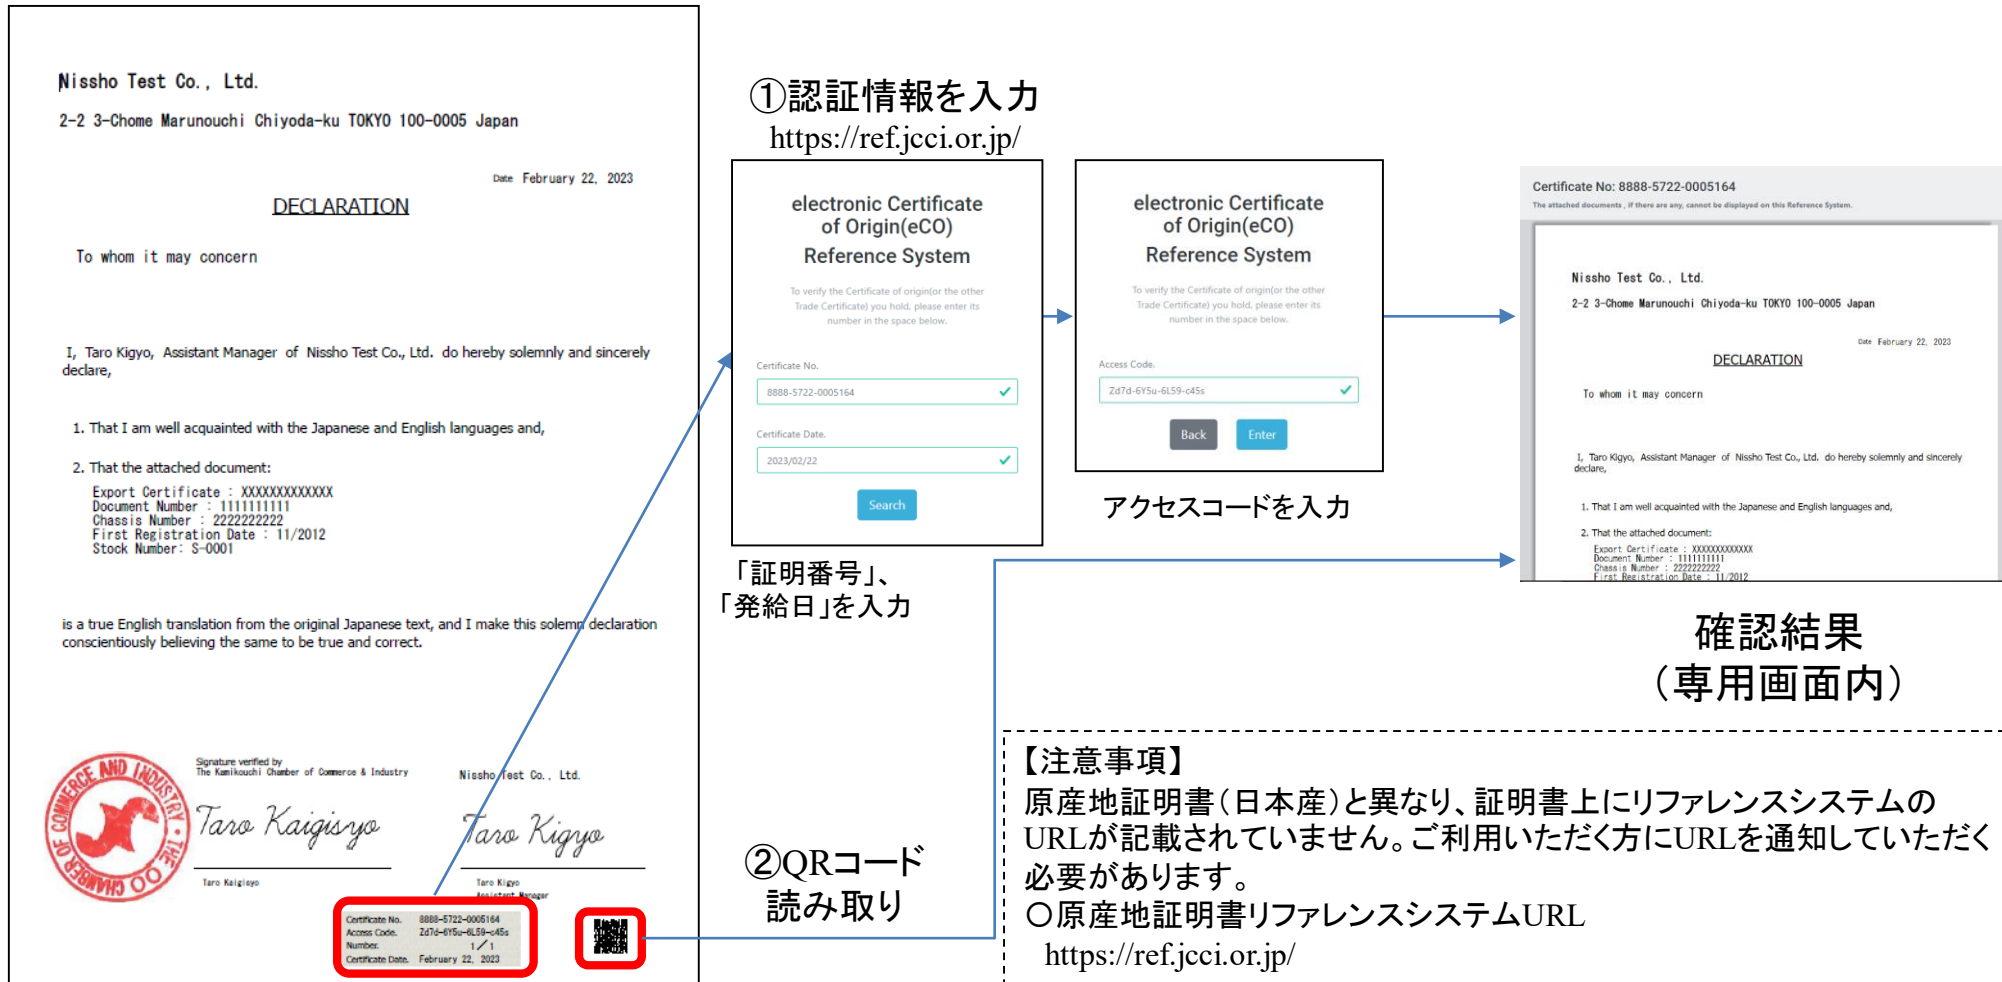 Nissho Test Co., Ltd.
2-2 3-Chome Marunouchi Chiyoda-ku TOKYO 100-0005 Japan
Date February 22, 2023
DECLARATION
To whom it may concern
I, Taro Kigyo, Assistant Manager of Nissho Test Co., Ltd. do hereby solemnly and sincerely
declare,
1. That I am well acquainted with the Japanese and English languages and,
2. That the attached document:
Export Certificate : XXXXXXXXXXXXX
Document Number : 1111111111
Chassis Number : 2222222222
First Registration Date : 11/2012
Stock Number: S-0001
is a true English translation from the original Japanese text, and I make this solemn declaration
conscientiously believing the same to be true and correct.
CHAMBER OF COMMERCE AND INDUSTRY • THE OO
Signature verified by
The Kamikouchi Chamber of Commerce & Industry
Taro Kaigisyo
Taro Kaigisyo
Nissho Test Co., Ltd.
Taro Kigyo
Taro Kigyo
Assistant Manager
Certificate No. 8888-5722-0005164
Access Code. Zd7d-6Y5u-6L59-c45s
Number. 1／1
Certificate Date. February 22, 2023
①認証情報を入力
https://ref.jcci.or.jp/
electronic Certificate
of Origin(eCO)
Reference System
To verify the Certificate of origin(or the other
Trade Certificate) you hold, please enter its
number in the space below.
Certificate No.
8888-5722-0005164
Certificate Date.
2023/02/22
Search
「証明番号」、
「発給日」を入力
electronic Certificate
of Origin(eCO)
Reference System
To verify the Certificate of origin(or the other
Trade Certificate) you hold, please enter its
number in the space below.
Access Code.
Zd7d-6Y5u-6L59-c45s
Back
Enter
アクセスコードを入力
Certificate No: 8888-5722-0005164
The attached documents , if there are any, cannot be displayed on this Reference System.
Nissho Test Co., Ltd.
2-2 3-Chome Marunouchi Chiyoda-ku TOKYO 100-0005 Japan
Date February 22, 2023
DECLARATION
To whom it may concern
I, Taro Kigyo, Assistant Manager of Nissho Test Co., Ltd. do hereby solemnly and sincerely
declare,
1. That I am well acquainted with the Japanese and English languages and,
2. That the attached document:
Export Certificate : XXXXXXXXXXXXX
Document Number : 1111111111
Chassis Number : 2222222222
First Registration Date : 11/2012
確認結果
（専用画面内）
②QRコード
読み取り
【注意事項】
原産地証明書（日本産）と異なり、証明書上にリファレンスシステムの
URLが記載されていません。ご利用いただく方にURLを通知していただく
必要があります。
○原産地証明書リファレンスシステムURL
https://ref.jcci.or.jp/